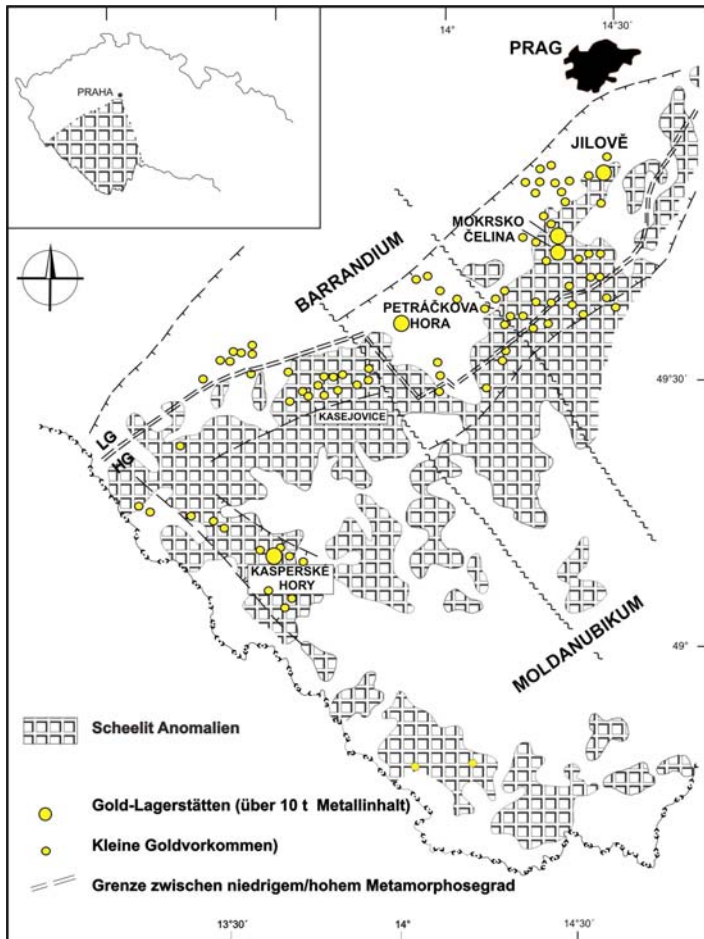 14°
14°30´
PRAG
PRAHA
JILOVĚ
MOKRSKO
ČELINA
BARRANDIUM
PETRÁČKOVA
HORA
49°30´
KASEJOVICE
LG
HG
KASPERSKÉ
HORY
MOLDANUBIKUM
49°
Scheelit Anomalien
Gold-Lagerstätten (über 10 t Metallinhalt)
Kleine Goldvorkommen)
Grenze zwischen niedrigem/hohem Metamorphosegrad
13°30´
14°
14°30´